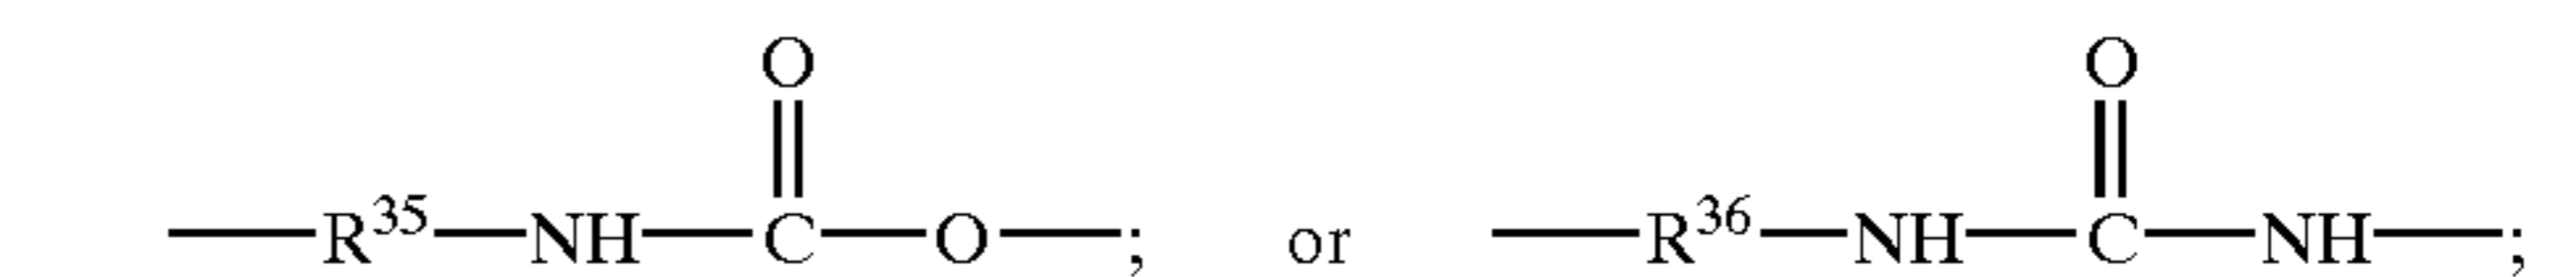 O O
—R³⁵—NH—C—O—; or —R³⁶—NH—C—NH—;